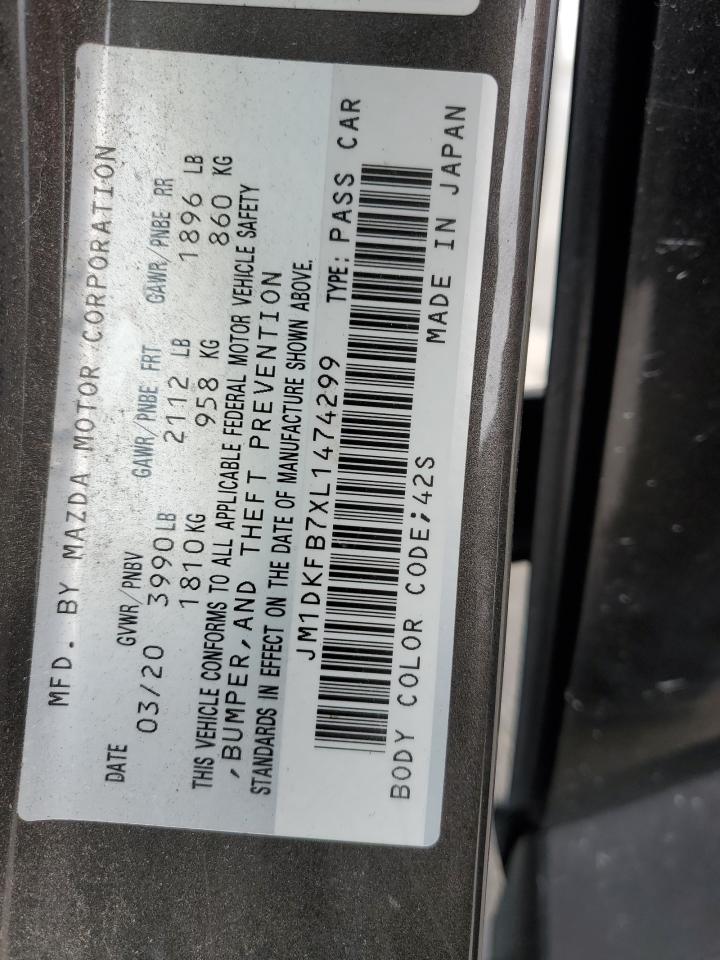 MFD. BY MAZDA MOTOR CORPORATION
DATE GVWR/PNBV GAWR/PNBE FRT GAWR/PNBE RR
03/20 3990LB 2112 LB 1896 LB
1810KG 958 KG 860 KG
THIS VEHICLE CONFORMS TO ALL APPLICABLE FEDERAL MOTOR VEHICLE SAFETY
,BUMPER,AND THEFT PREVENTION
STANDARDS IN EFFECT ON THE DATE OF MANUFACTURE SHOWN ABOVE.
JM1DKFB7XL1474299 TYPE: PASS CAR
BODY COLOR CODE;42S MADE IN JAPAN